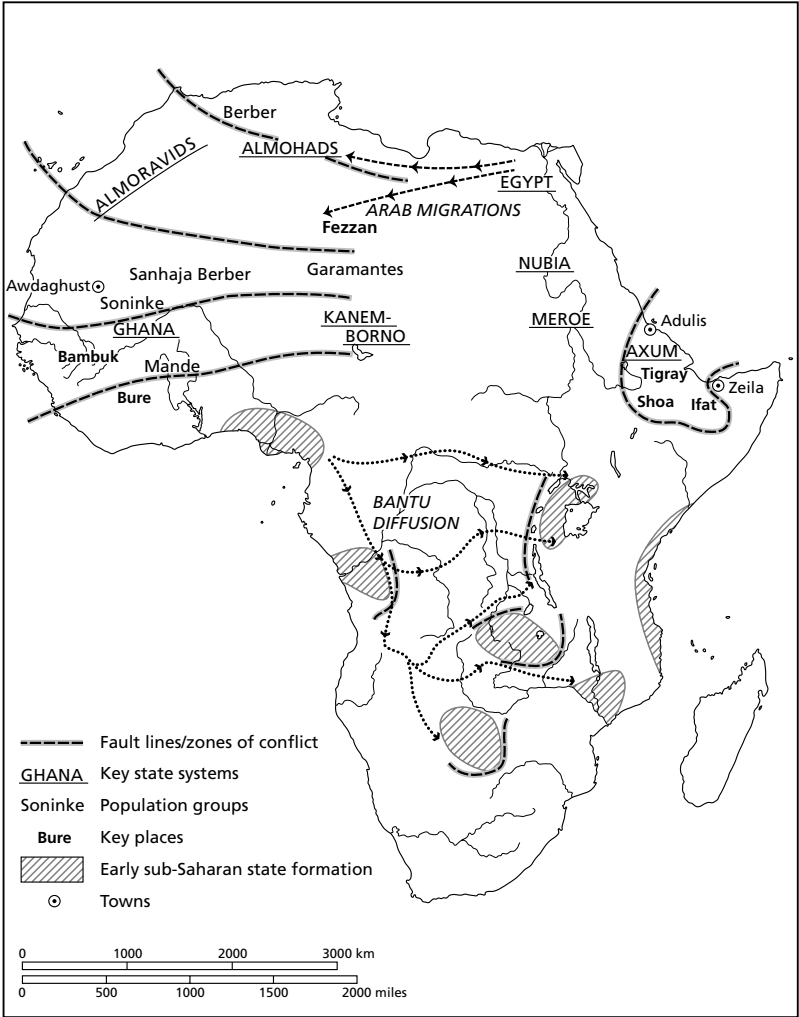 Berber
ALMOHADS
ALMORAVIDS
EGYPT
ARAB MIGRATIONS
Fezzan
NUBIA
Sanhaja Berber
Garamantes
Awdaghust
Soninke
GHANA
KANEM-
BORNO
MEROE
Adulis
AXUM
Tigray
Zeila
Shoa
Ifat
Bambuk
Mande
Bure
BANTU
DIFFUSION
Fault lines/zones of conflict
GHANA Key state systems
Soninke Population groups
Bure Key places
Early sub-Saharan state formation
Towns
0 1000 2000 3000 km
0 500 1000 1500 2000 miles